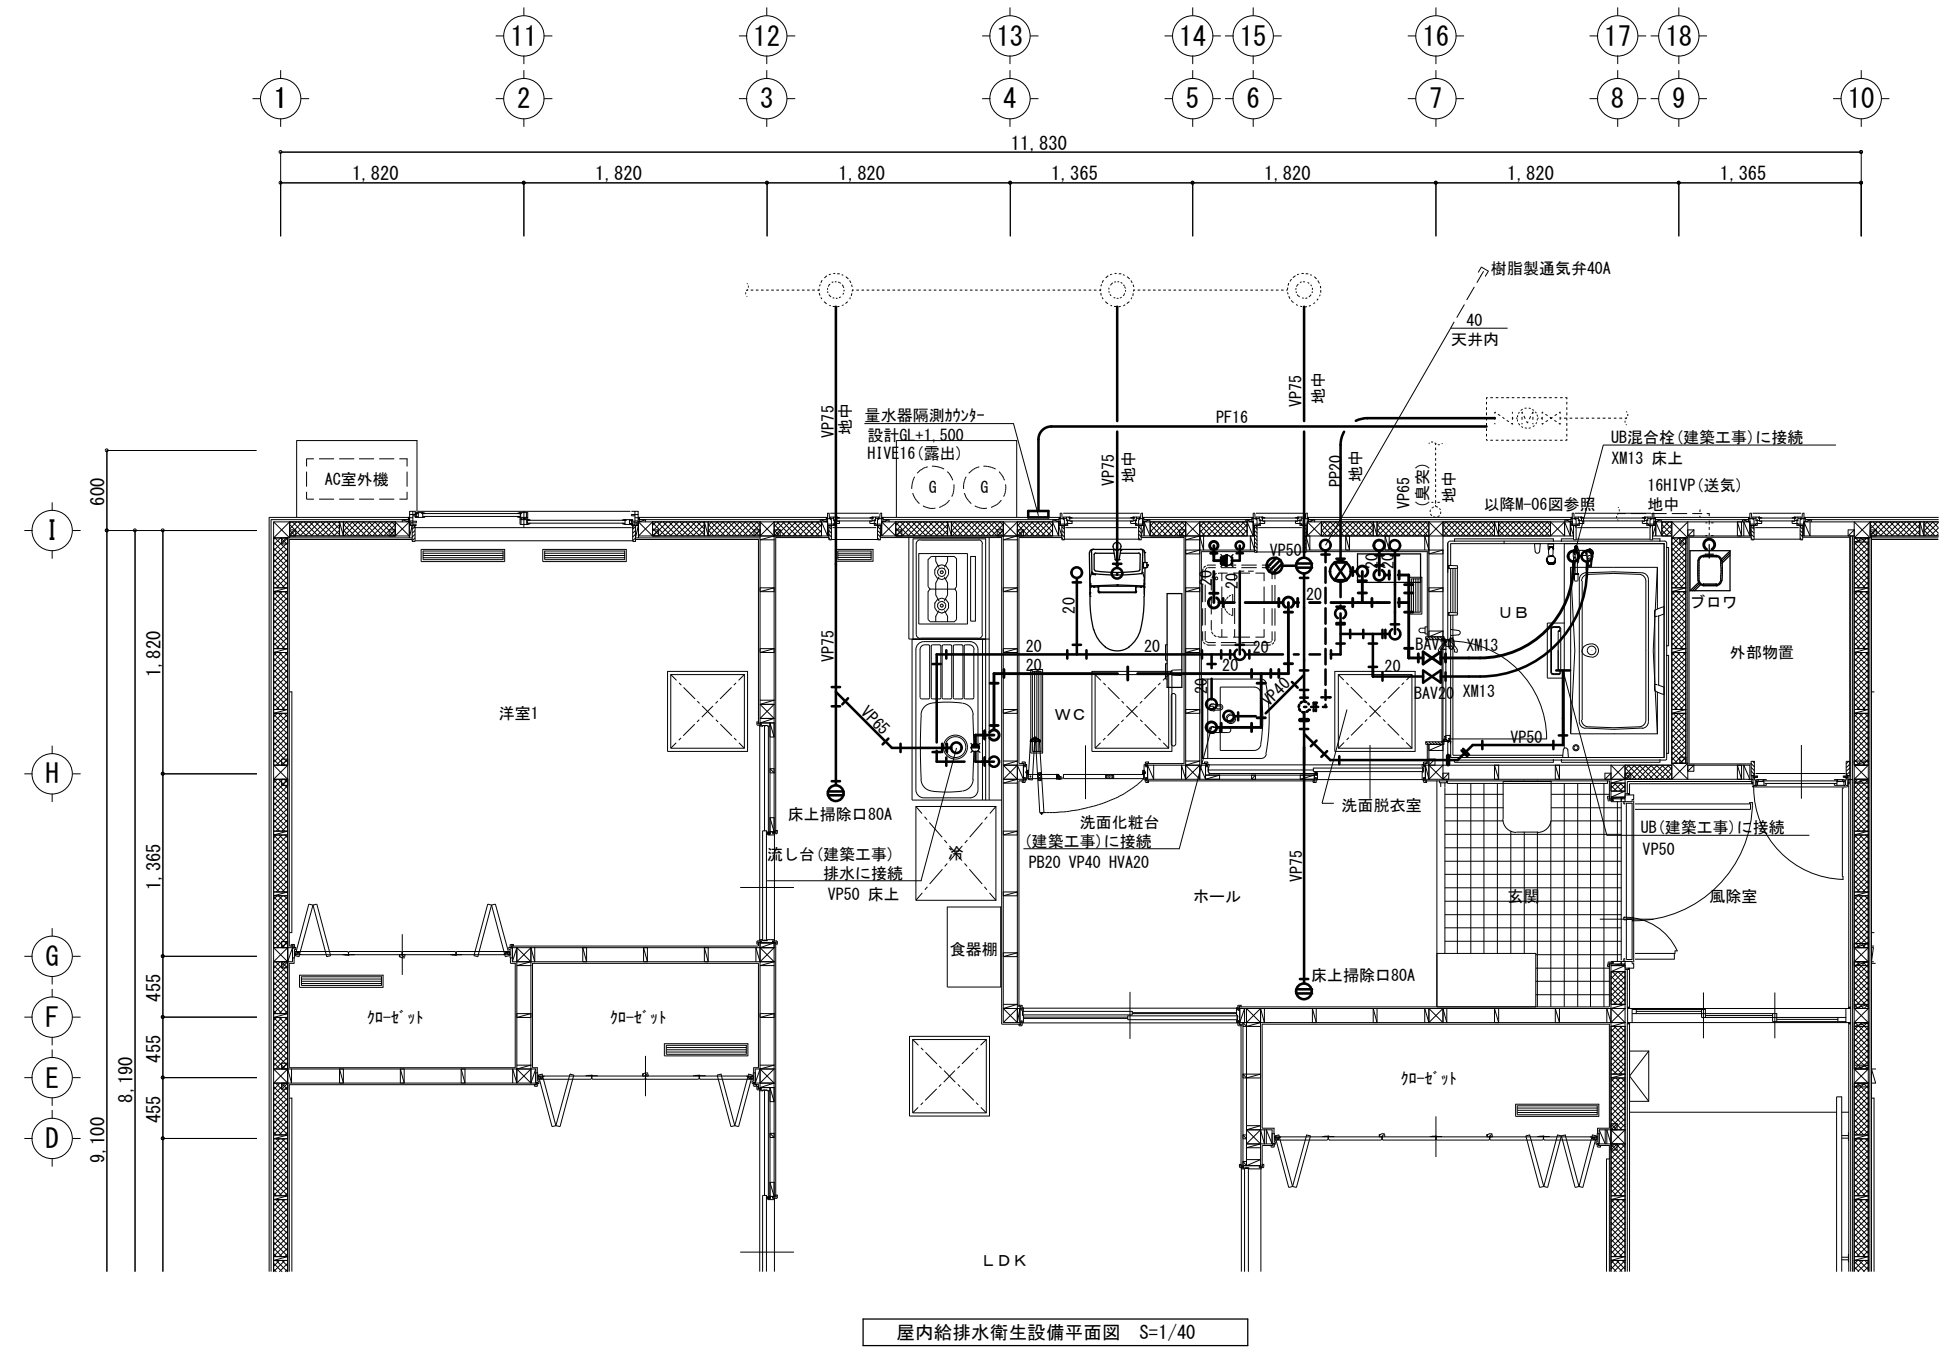 11 12 13 14 15 16 17 18
1 2 3 4 5 6 7 8 9 10
11,830
1,820 1,820 1,820 1,365 1,820 1,820 1,365
樹脂製通気弁40A
40
天井内
VP75
地中
量水器隔測ｶｳﾝﾀｰ
設計GL+1,500
HIVE16(露出)
VP75
地中
VP75
地中
PF16
PP20
地中
VP65
(臭突)
地中
UB混合栓(建築工事)に接続
XM13 床上
16HIVP(送気)
地中
以降M-06図参照
AC室外機
G G
600
I
1,820
H
1,365
G
455
F
455
E
455
D
8,190
9,100
VP50
20
20
20
20
20
20
20
20
20
20
20
20
20
20
BAV20 XM13
BAV20 XM13
UB
ブロワ
外部物置
VP75
VP65
VP40
VP50
洋室1
WC
床上掃除口80A
流し台(建築工事)
排水に接続
VP50 床上
冷
洗面化粧台
(建築工事)に接続
PB20 VP40 HVA20
洗面脱衣室
UB(建築工事)に接続
VP50
VP75
ホール
玄関
風除室
食器棚
床上掃除口80A
ｸﾛｰｾﾞｯﾄ
ｸﾛｰｾﾞｯﾄ
ｸﾛｰｾﾞｯﾄ
LDK
屋内給排水衛生設備平面図 S=1/40